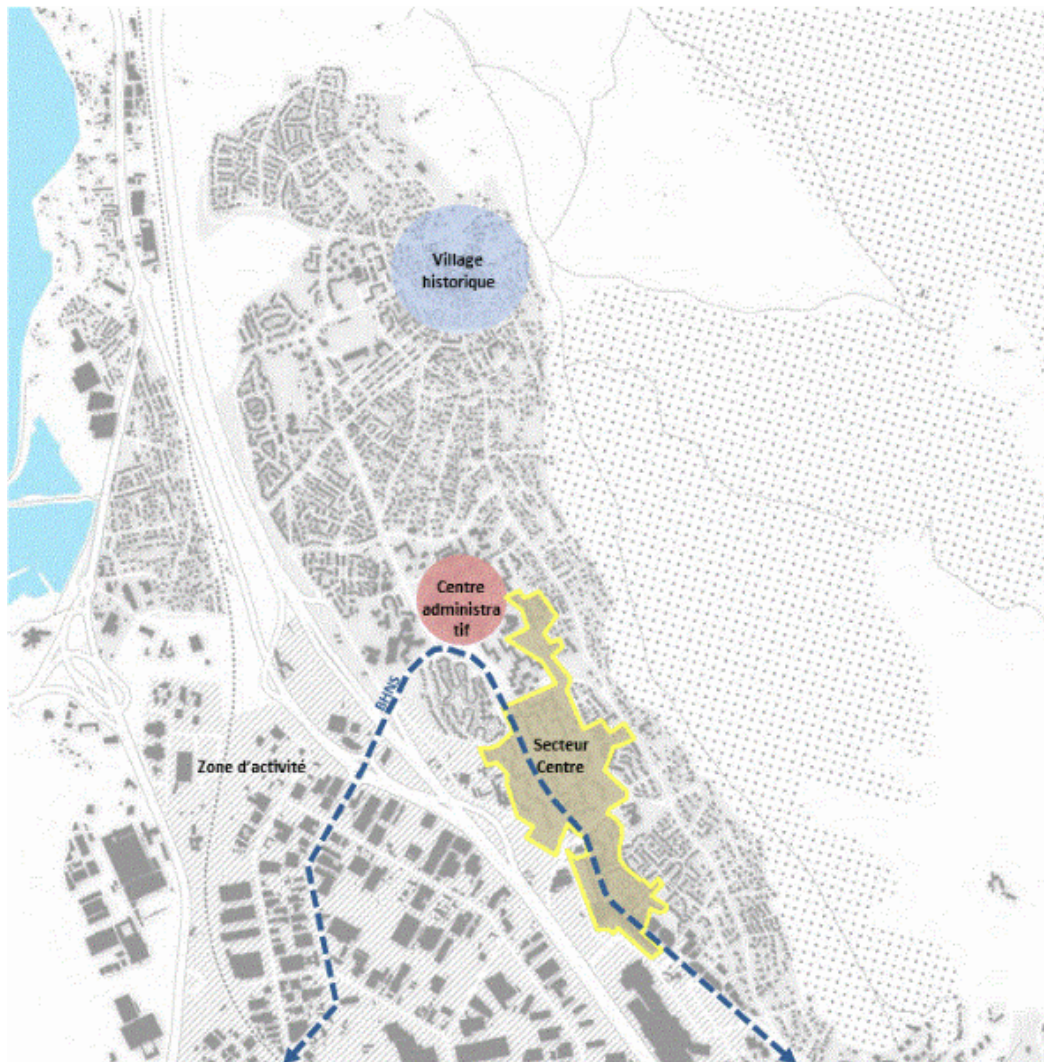 Village
historique
Centre
administra
tif
BHNS
Secteur
Centre
Zone d'activité